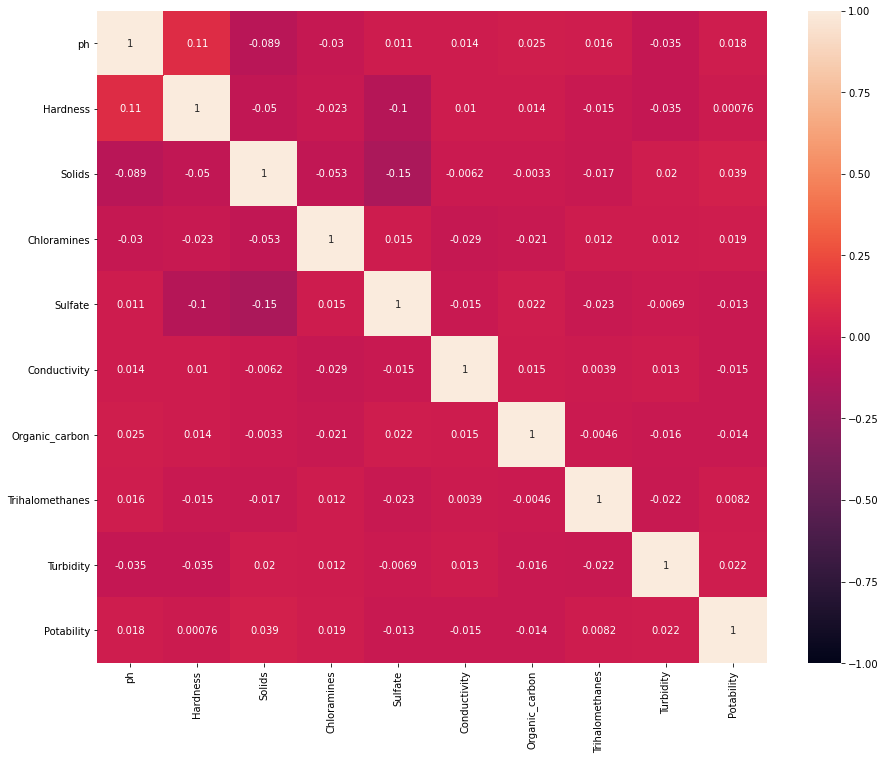 ph 1 0.11 -0.089 -0.03 0.011 0.014 0.025 0.016 -0.035 0.018
Hardness 0.11 1 -0.05 -0.023 -0.1 0.01 0.014 -0.015 -0.035 0.00076
Solids -0.089 -0.05 1 -0.053 -0.15 -0.0062 -0.0033 -0.017 0.02 0.039
Chloramines -0.03 -0.023 -0.053 1 0.015 -0.029 -0.021 0.012 0.012 0.019
Sulfate 0.011 -0.1 -0.15 0.015 1 -0.015 0.022 -0.023 -0.0069 -0.013
Conductivity 0.014 0.01 -0.0062 -0.029 -0.015 1 0.015 0.0039 0.013 -0.015
Organic_carbon 0.025 0.014 -0.0033 -0.021 0.022 0.015 1 -0.0046 -0.016 -0.014
Trihalomethanes 0.016 -0.015 -0.017 0.012 -0.023 0.0039 -0.0046 1 -0.022 0.0082
Turbidity -0.035 -0.035 0.02 0.012 -0.0069 0.013 -0.016 -0.022 1 0.022
Potability 0.018 0.00076 0.039 0.019 -0.013 -0.015 -0.014 0.0082 0.022 1
ph
Hardness
Solids
Chloramines
Sulfate
Conductivity
Organic_carbon
Trihalomethanes
Turbidity
Potability
1.00
0.75
0.50
0.25
0.00
-0.25
-0.50
-0.75
-1.00